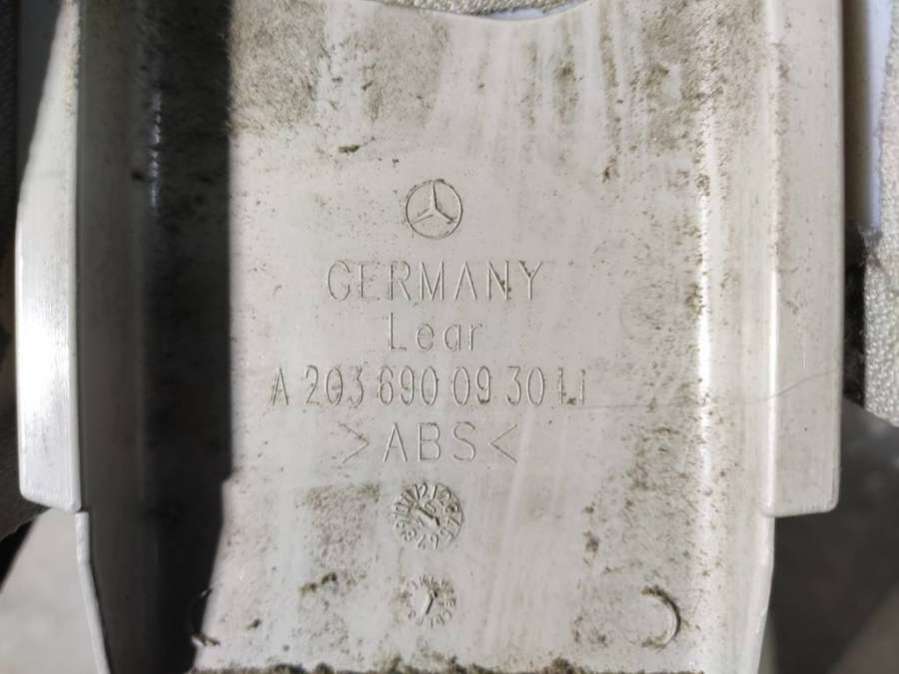 GERMANY
Lear
A 203 690 09 30
>ABS<